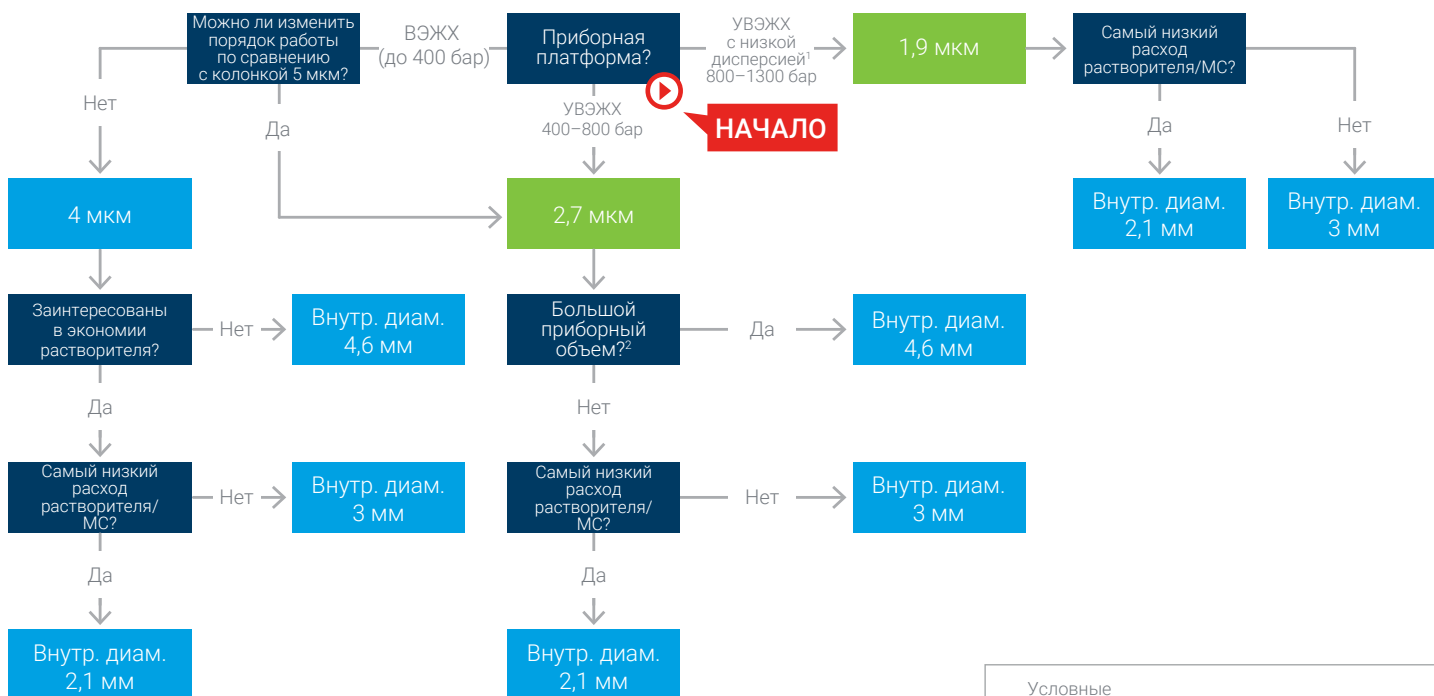 Можно ли изменить
порядок работы
по сравнению
с колонкой 5 мкм?
ВЭЖХ
(до 400 бар)
Приборная
платформа?
УВЭЖХ
с низкой
дисперсией¹
800–1300 бар
1,9 мкм
Самый низкий
расход
растворителя/МС?
Нет
Да
УВЭЖХ
400–800 бар
НАЧАЛО
Да
Нет
4 мкм
2,7 мкм
Внутр. диам.
2,1 мм
Внутр. диам.
3 мм
Заинтересованы
в экономии
растворителя?
Нет
Внутр. диам.
4,6 мм
Большой
приборный
объем?²
Да
Внутр. диам.
4,6 мм
Да
Нет
Самый низкий
расход
растворителя/
МС?
Нет
Внутр. диам.
3 мм
Самый низкий
расход
растворителя/
МС?
Нет
Внутр. диам.
3 мм
Да
Да
Внутр. диам.
2,1 мм
Внутр. диам.
2,1 мм
Условные